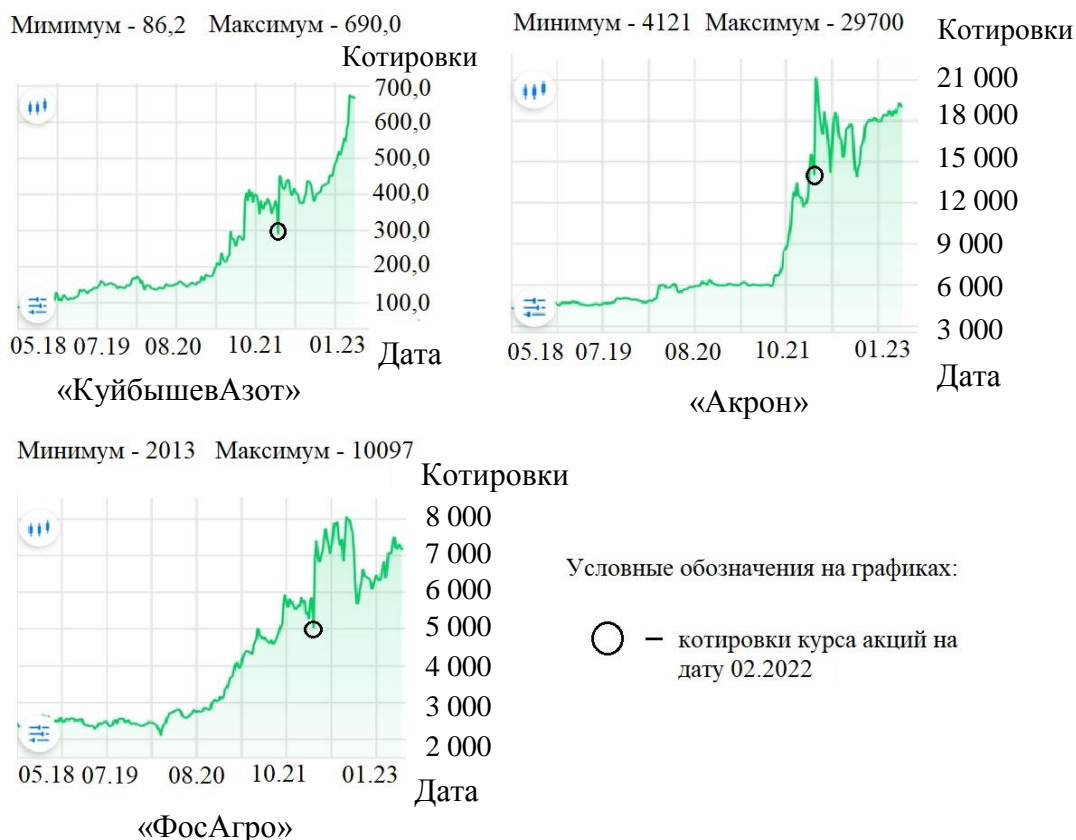 Мимимум - 86,2 Максимум - 690,0
Котировки
700,0
600,0
500,0
400,0
300,0
200,0
100,0
05.18 07.19 08.20 10.21 01.23
Дата
«КуйбышевАзот»
Минимум - 4121 Максимум - 29700
Котировки
21 000
18 000
15 000
12 000
9 000
6 000
3 000
05.18 07.19 08.20 10.21 01.23
Дата
«Акрон»
Минимум - 2013 Максимум - 10097
Котировки
8 000
7 000
6 000
5 000
4 000
3 000
2 000
05.18 07.19 08.20 10.21 01.23
Дата
«ФосАгро»
Условные обозначения на графиках:
– котировки курса акций на
дату 02.2022